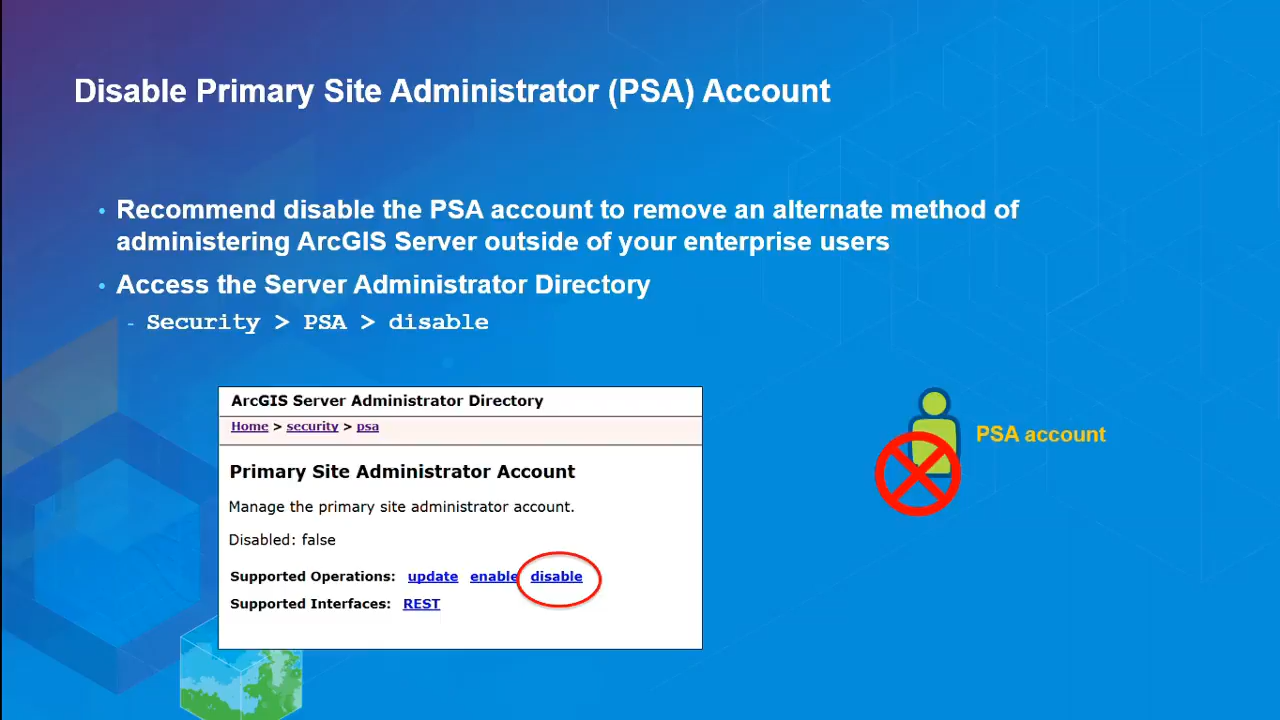 Disable Primary Site Administrator (PSA) Account
• Recommend disable the PSA account to remove an alternate method of
administering ArcGIS Server outside of your enterprise users
• Access the Server Administrator Directory
- Security > PSA > disable
ArcGIS Server Administrator Directory
Home > security > psa
Primary Site Administrator Account
Manage the primary site administrator account.
Disabled: false
Supported Operations: update enable disable
Supported Interfaces: REST
PSA account